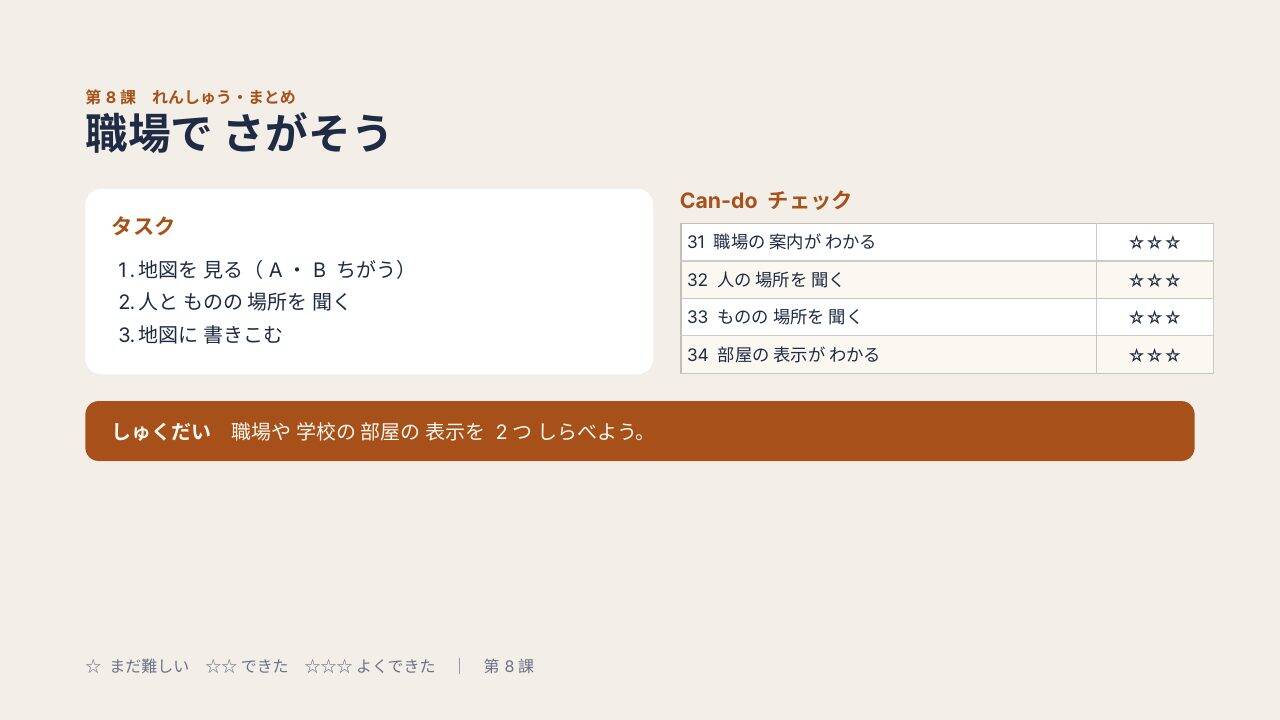 第8課　れんしゅう・まとめ
職場で さがそう
タスク
1. 地図を 見る（A・B ちがう）
2. 人と ものの 場所を 聞く
3. 地図に 書きこむ
Can-do チェック
31 職場の 案内が わかる ☆☆☆
32 人の 場所を 聞く ☆☆☆
33 ものの 場所を 聞く ☆☆☆
34 部屋の 表示が わかる ☆☆☆
しゅくだい　職場や 学校の 部屋の 表示を 2つ しらべよう。
☆ まだ難しい　☆☆ できた　☆☆☆ よくできた　｜　第8課